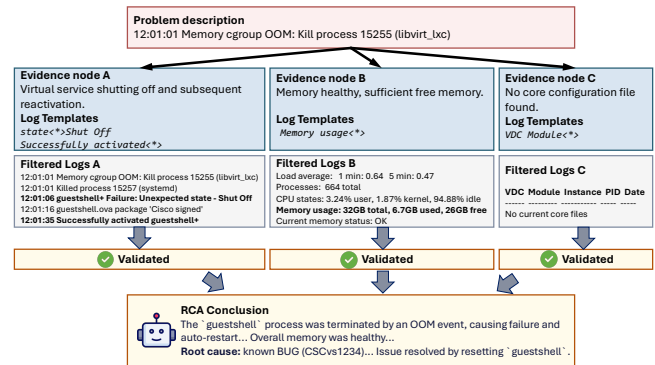 Problem description
12:01:01 Memory cgroup OOM: Kill process 15255 (libvirt_lxc)
Evidence node A
Virtual service shutting off and subsequent
reactivation.
Log Templates
state<*>Shut Off
Successfully activated<*>
Evidence node B
Memory healthy, sufficient free memory.
Log Templates
Memory usage<*>
Evidence node C
No core configuration file
found.
Log Templates
VDC Module<*>
Filtered Logs A
12:01:01 Memory cgroup OOM: Kill process 15255 (libvirt_lxc)
12:01:01 Killed process 15257 (systemd)
12:01:06 guestshell+ Failure: Unexpected state - Shut Off
12:01:16 guestshell.ova package 'Cisco signed'
12:01:35 Successfully activated guestshell+
Filtered Logs B
Load average: 1 min: 0.64 5 min: 0.47
Processes: 664 total
CPU states: 3.24% user, 1.87% kernel, 94.88% idle
Memory usage: 32GB total, 6.7GB used, 26GB free
Current memory status: OK
Filtered Logs C
VDC Module Instance PID Date
------ --------- ----------- ----- -----
No current core files
Validated
Validated
Validated
RCA Conclusion
The `guestshell` process was terminated by an OOM event, causing failure and
auto-restart... Overall memory was healthy...
Root cause: known BUG (CSCvs1234)... Issue resolved by resetting `guestshell`.